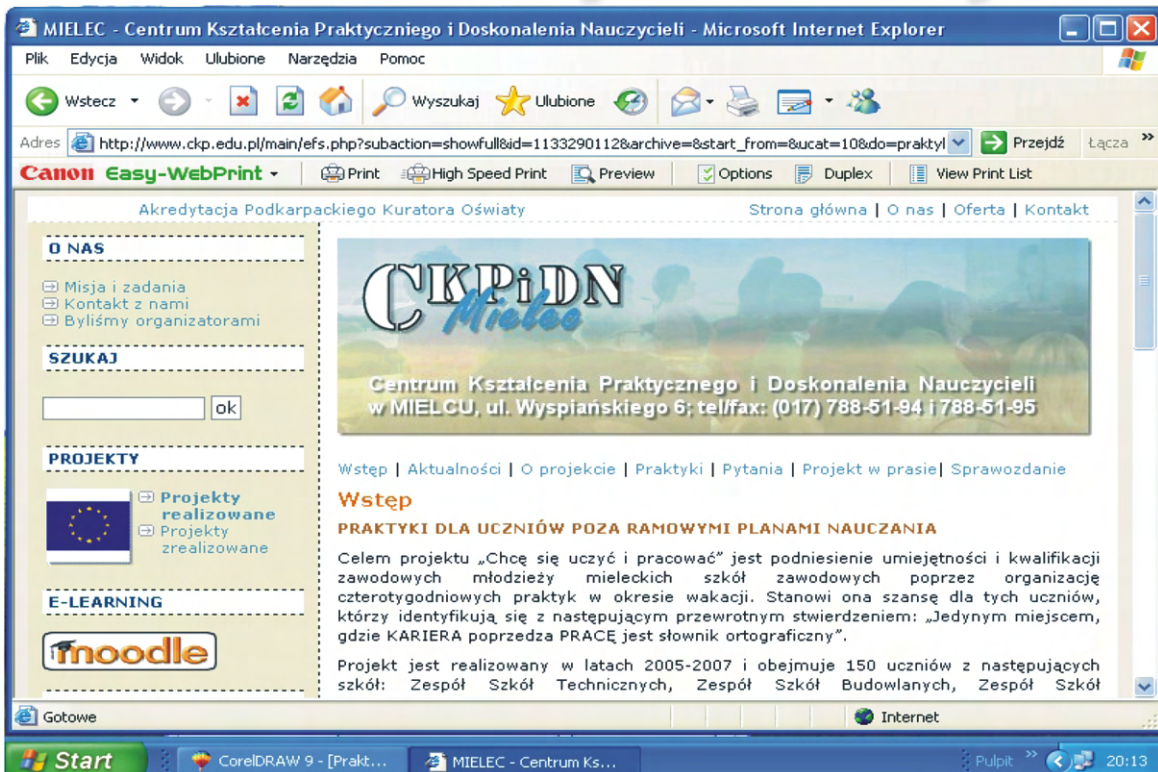 MIELEC - Centrum Kształcenia Praktyczniego i Doskonalenia Nauczycieli - Microsoft Internet Explorer
Plik Edycja Widok Ulubione Narzędzia Pomoc
Wstecz Wyszukaj Ulubione
Adres http://www.ckp.edu.pl/main/efs.php?subaction=showfull&id=1133290112&archive=&start_from=&ucat=10&do=praktyl Przejdź Łącza »
Canon Easy-WebPrint Print High Speed Print Preview Options Duplex View Print List
Akredytacja Podkarpackiego Kuratora Oświaty
Strona główna | O nas | Oferta | Kontakt
O NAS
Misja i zadania
Kontakt z nami
Byliśmy organizatorami
SZUKAJ
ok
PROJEKTY
Projekty
realizowane
Projekty
zrealizowane
E-LEARNING
moodle
CKPiDN
Mielec
Centrum Kształcenia Praktycznego i Doskonalenia Nauczycieli
w MIELCU, ul. Wyspiańskiego 6; tel/fax: (017) 788-51-94 i 788-51-95
Wstęp | Aktualności | O projekcie | Praktyki | Pytania | Projekt w prasie| Sprawozdanie
Wstęp
PRAKTYKI DLA UCZNIÓW POZA RAMOWYMI PLANAMI NAUCZANIA
Celem projektu „Chcę się uczyć i pracować” jest podniesienie umiejętności i kwalifikacji
zawodowych młodzieży mieleckich szkół zawodowych poprzez organizację
czterotygodniowych praktyk w okresie wakacji. Stanowi ona szansę dla tych uczniów,
którzy identyfikują się z następującym przewrotnym stwierdzeniem: „Jedynym miejscem,
gdzie KARIERA poprzedza PRACĘ jest słownik ortograficzny”.
Projekt jest realizowany w latach 2005-2007 i obejmuje 150 uczniów z następujących
szkół: Zespół Szkół Technicznych, Zespół Szkół Budowlanych, Zespół Szkół
Gotowe Internet
Start CorelDRAW 9 - [Prakt... MIELEC - Centrum Ks... Pulpit » 20:13